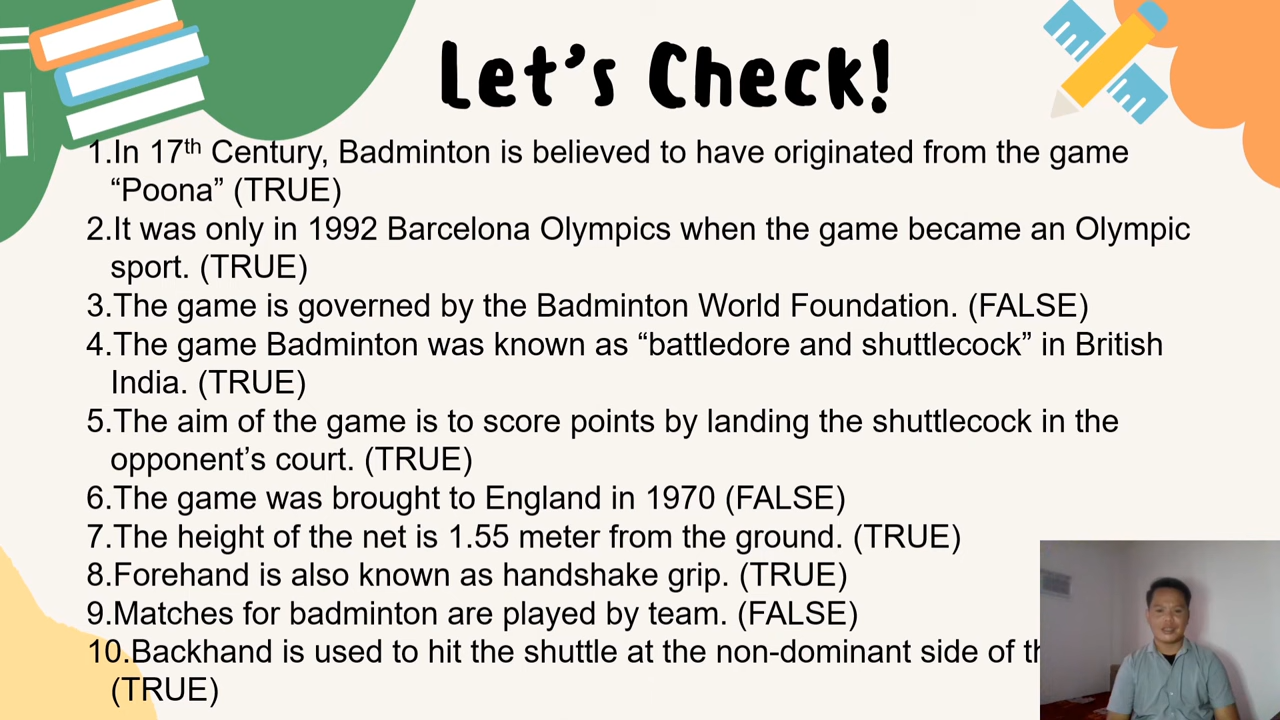 Let's Check!
1.In 17th Century, Badminton is believed to have originated from the game
“Poona” (TRUE)
2.It was only in 1992 Barcelona Olympics when the game became an Olympic
sport. (TRUE)
3.The game is governed by the Badminton World Foundation. (FALSE)
4.The game Badminton was known as “battledore and shuttlecock” in British
India. (TRUE)
5.The aim of the game is to score points by landing the shuttlecock in the
opponent’s court. (TRUE)
6.The game was brought to England in 1970 (FALSE)
7.The height of the net is 1.55 meter from the ground. (TRUE)
8.Forehand is also known as handshake grip. (TRUE)
9.Matches for badminton are played by team. (FALSE)
10.Backhand is used to hit the shuttle at the non-dominant side of
(TRUE)